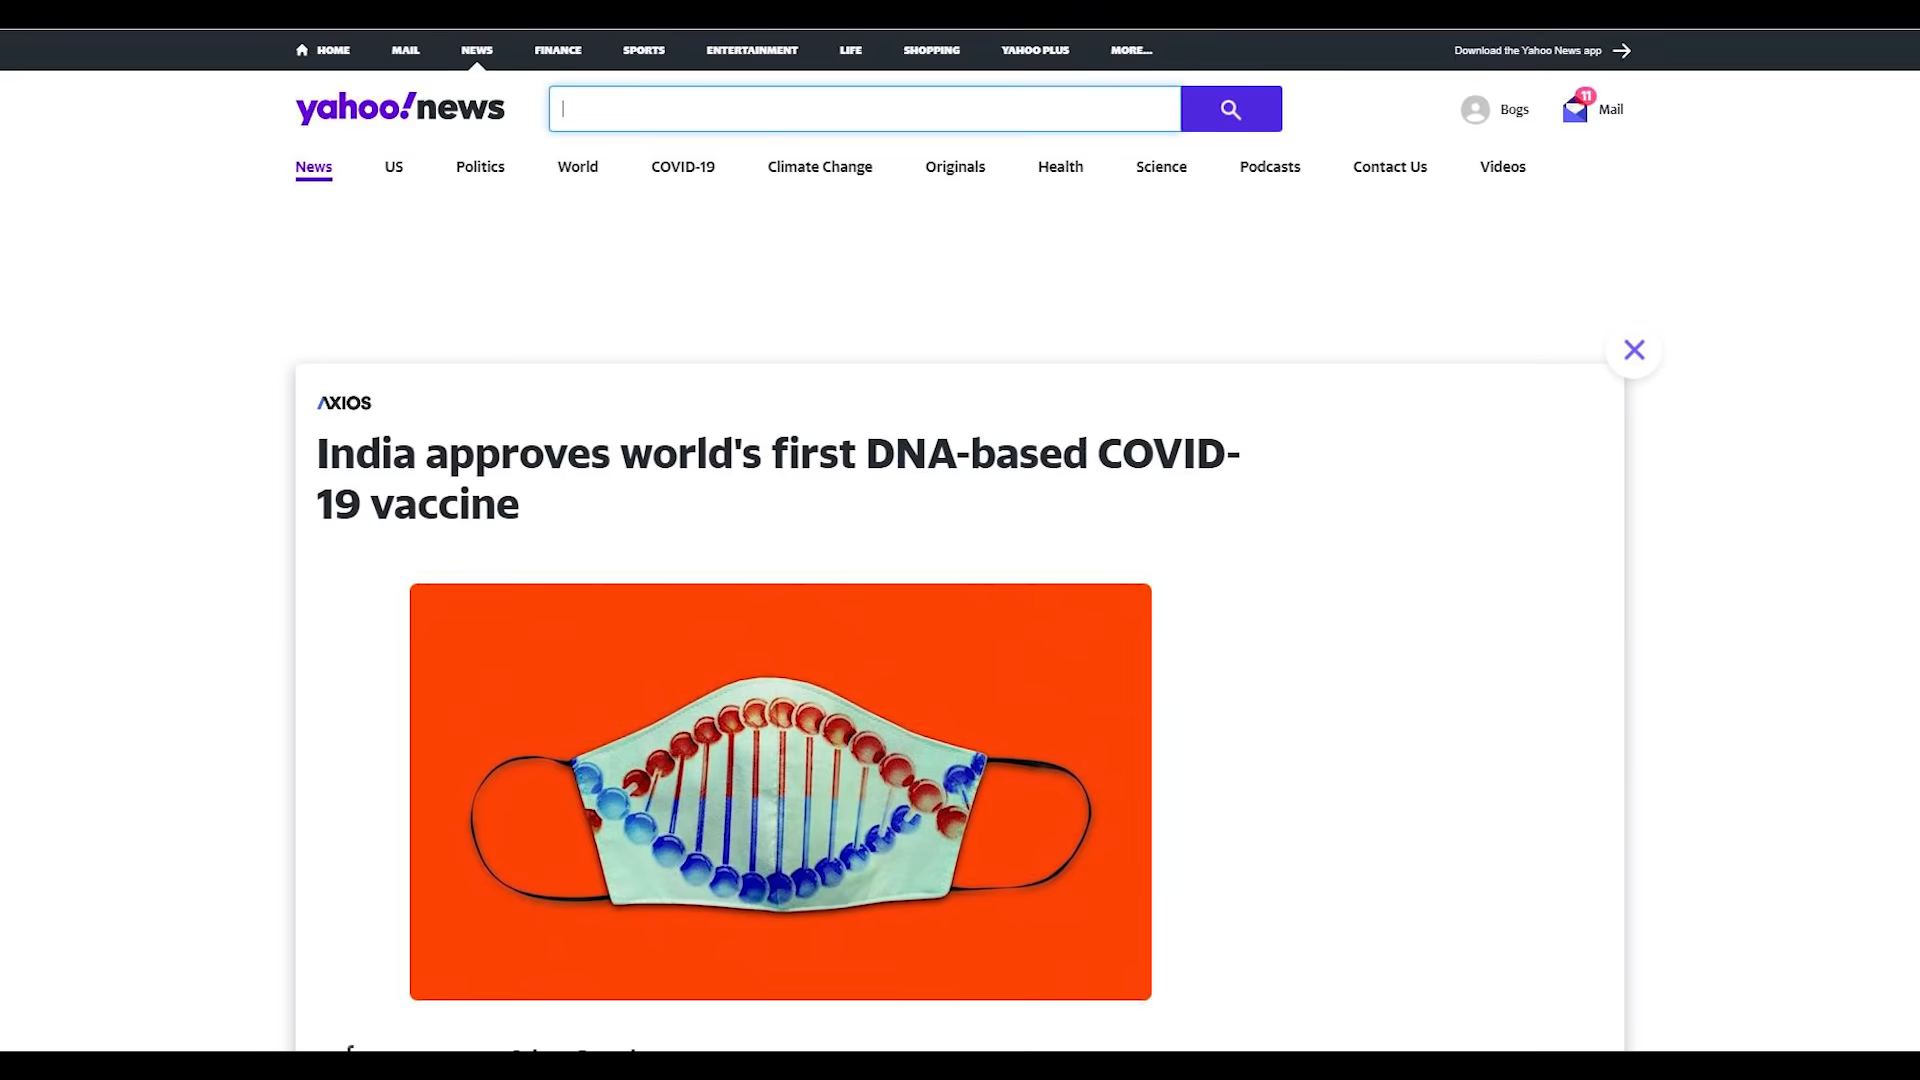 HOME MAIL NEWS FINANCE SPORTS ENTERTAINMENT LIFE SHOPPING YAHOO PLUS MORE... Download the Yahoo News app
yahoo!news Bogs 11 Mail
News US Politics World COVID-19 Climate Change Originals Health Science Podcasts Contact Us Videos
AXIOS
India approves world's first DNA-based COVID-
19 vaccine